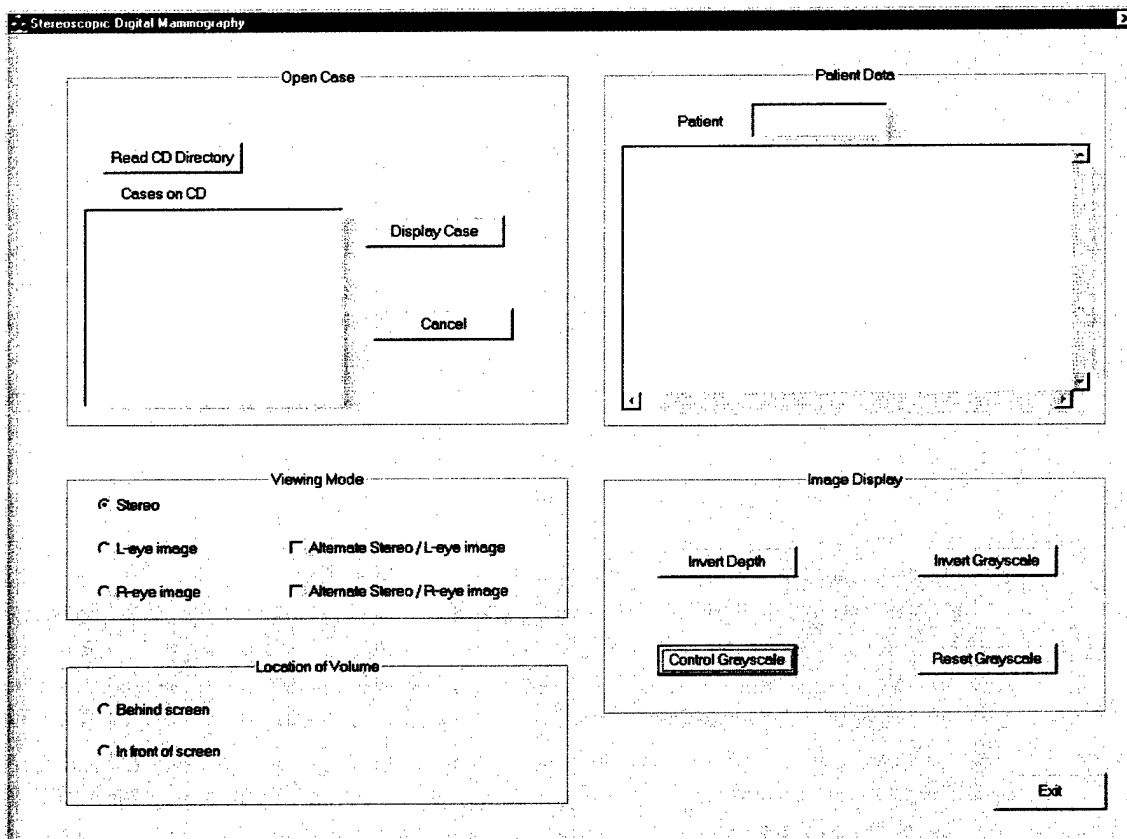 Stereoscopic Digital Mammography
Open Case
Read CD Directory
Cases on CD
Display Case
Cancel
Patient Data
Patient
Viewing Mode
Stereo
L-eye image
Alternate Stereo / L-eye image
R-eye image
Alternate Stereo / R-eye image
Location of Volume
Behind screen
In front of screen
Image Display
Invert Depth
Invert Grayscale
Control Grayscale
Reset Grayscale
Exit